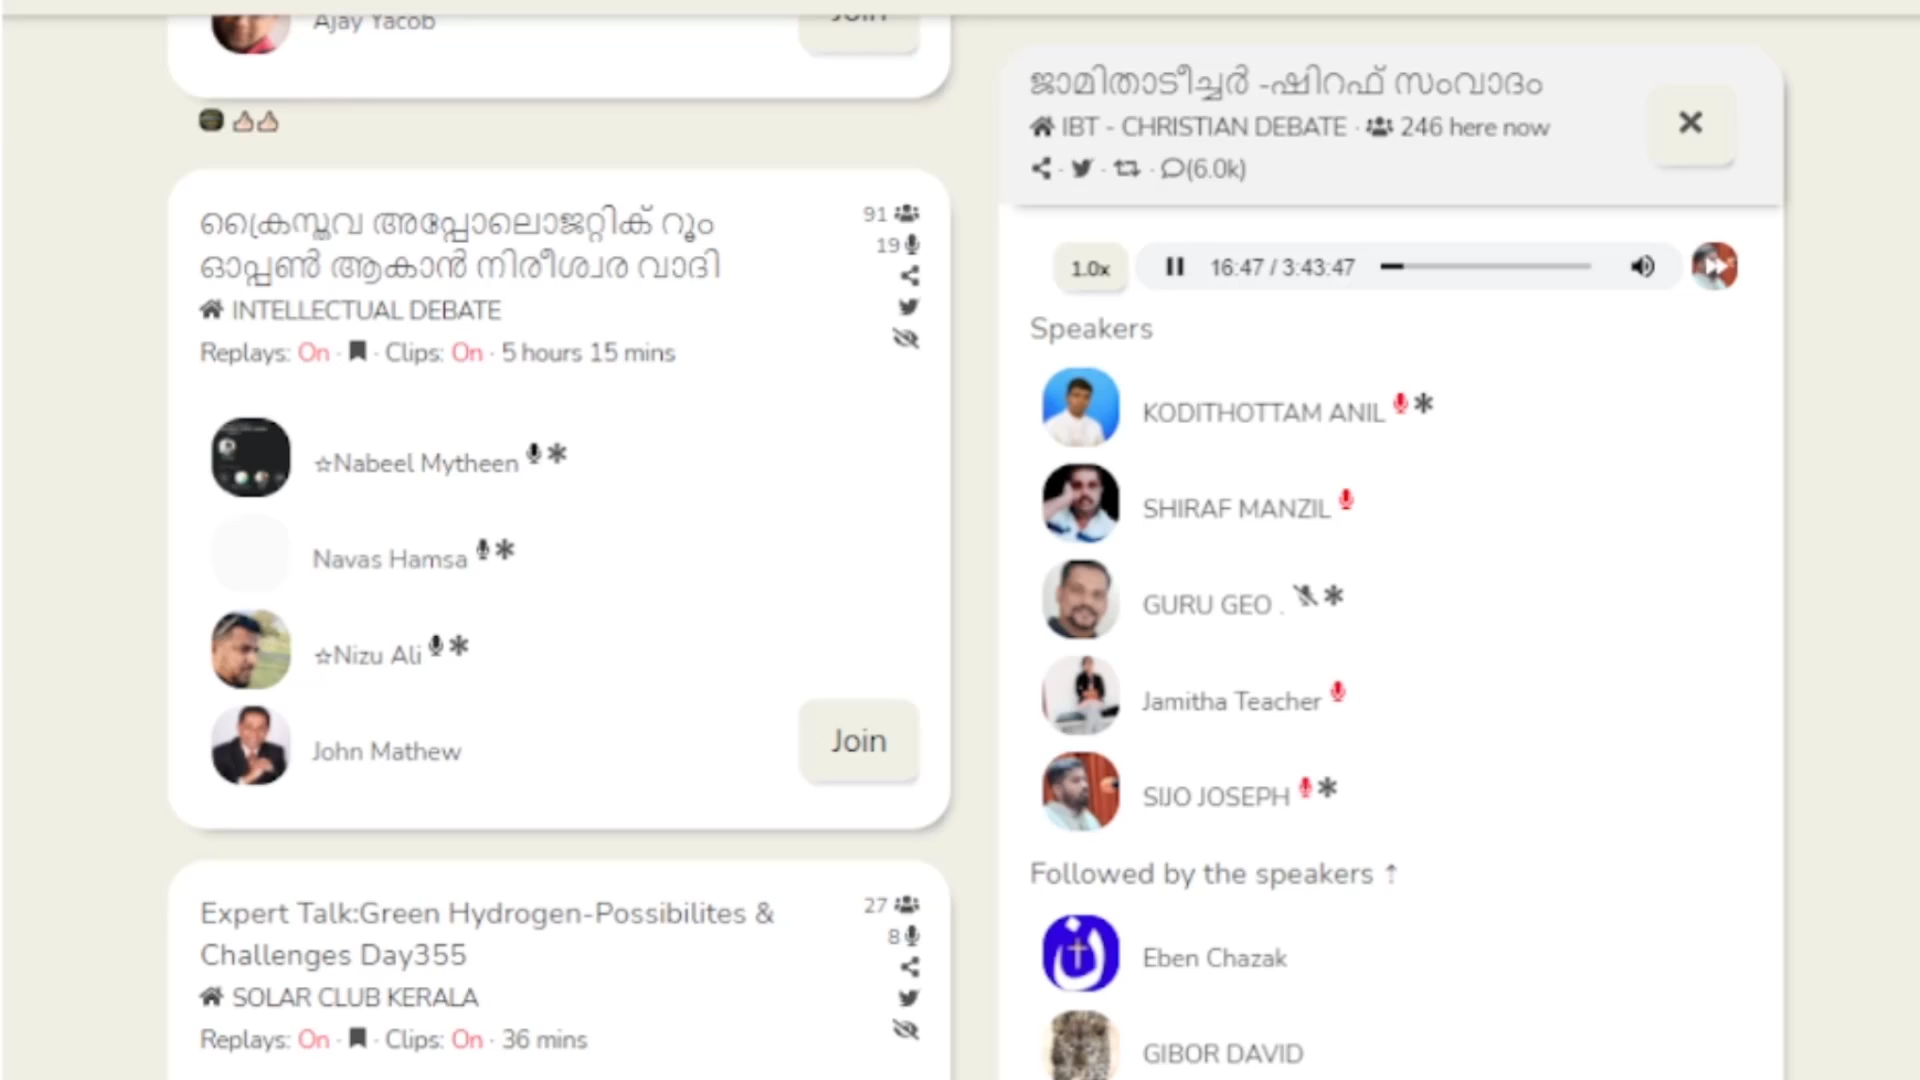 Ajay Yacob
Join
ക്രൈസ്തവ അപ്പോലൊജറ്റിക് റൂം
ഓപ്പൺ ആകാൻ നിരീശ്വര വാദി
INTELLECTUAL DEBATE
Replays: On · · Clips: On · 5 hours 15 mins
91
19
☆Nabeel Mytheen *
Navas Hamsa *
☆Nizu Ali *
John Mathew
Join
Expert Talk:Green Hydrogen-Possibilites &
Challenges Day355
SOLAR CLUB KERALA
Replays: On · · Clips: On · 36 mins
27
8
ജാമിതാടീച്ചർ -ഷിറഫ് സംവാദം
IBT - CHRISTIAN DEBATE · 246 here now
· · · (6.0k)
1.0x
16:47 / 3:43:47
Speakers
KODITHOTTAM ANIL *
SHIRAF MANZIL
GURU GEO . *
Jamitha Teacher
SIJO JOSEPH *
Followed by the speakers ↑
Eben Chazak
GIBOR DAVID